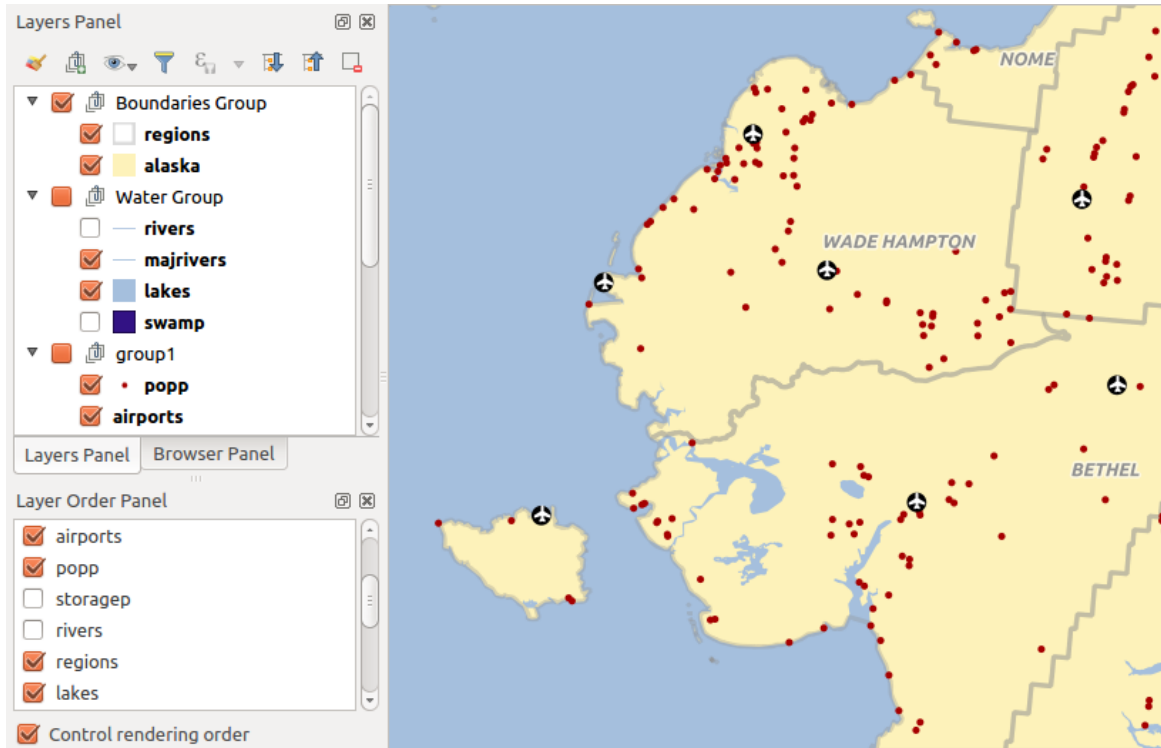 Layers Panel
Boundaries Group
regions
alaska
Water Group
rivers
majrivers
lakes
swamp
group1
popp
airports
Layers Panel
Browser Panel
Layer Order Panel
airports
popp
storagep
rivers
regions
lakes
Control rendering order
NOME
WADE HAMPTON
BETHEL